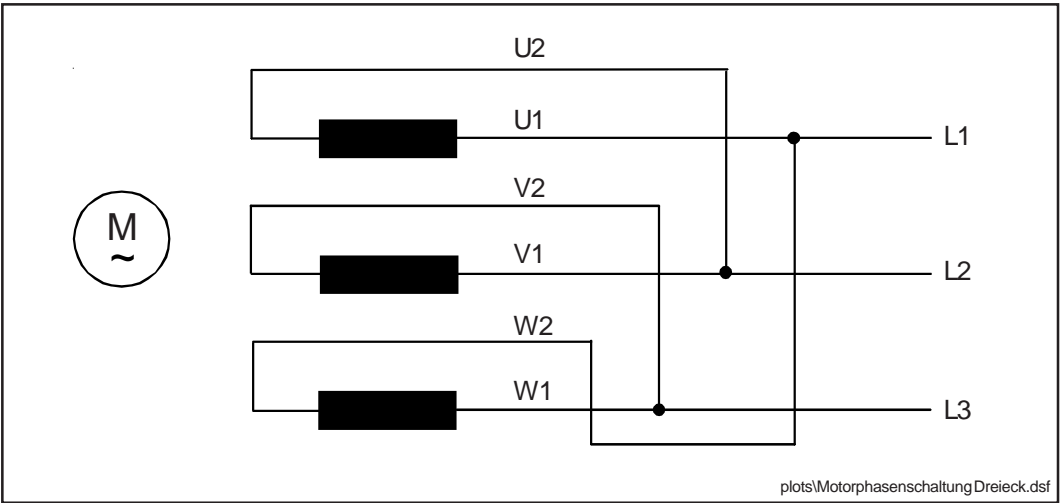 U2
U1
L1
V2
M
~
V1
L2
W2
W1
L3
plots\MotorphasenschaltungDreieck.dsf